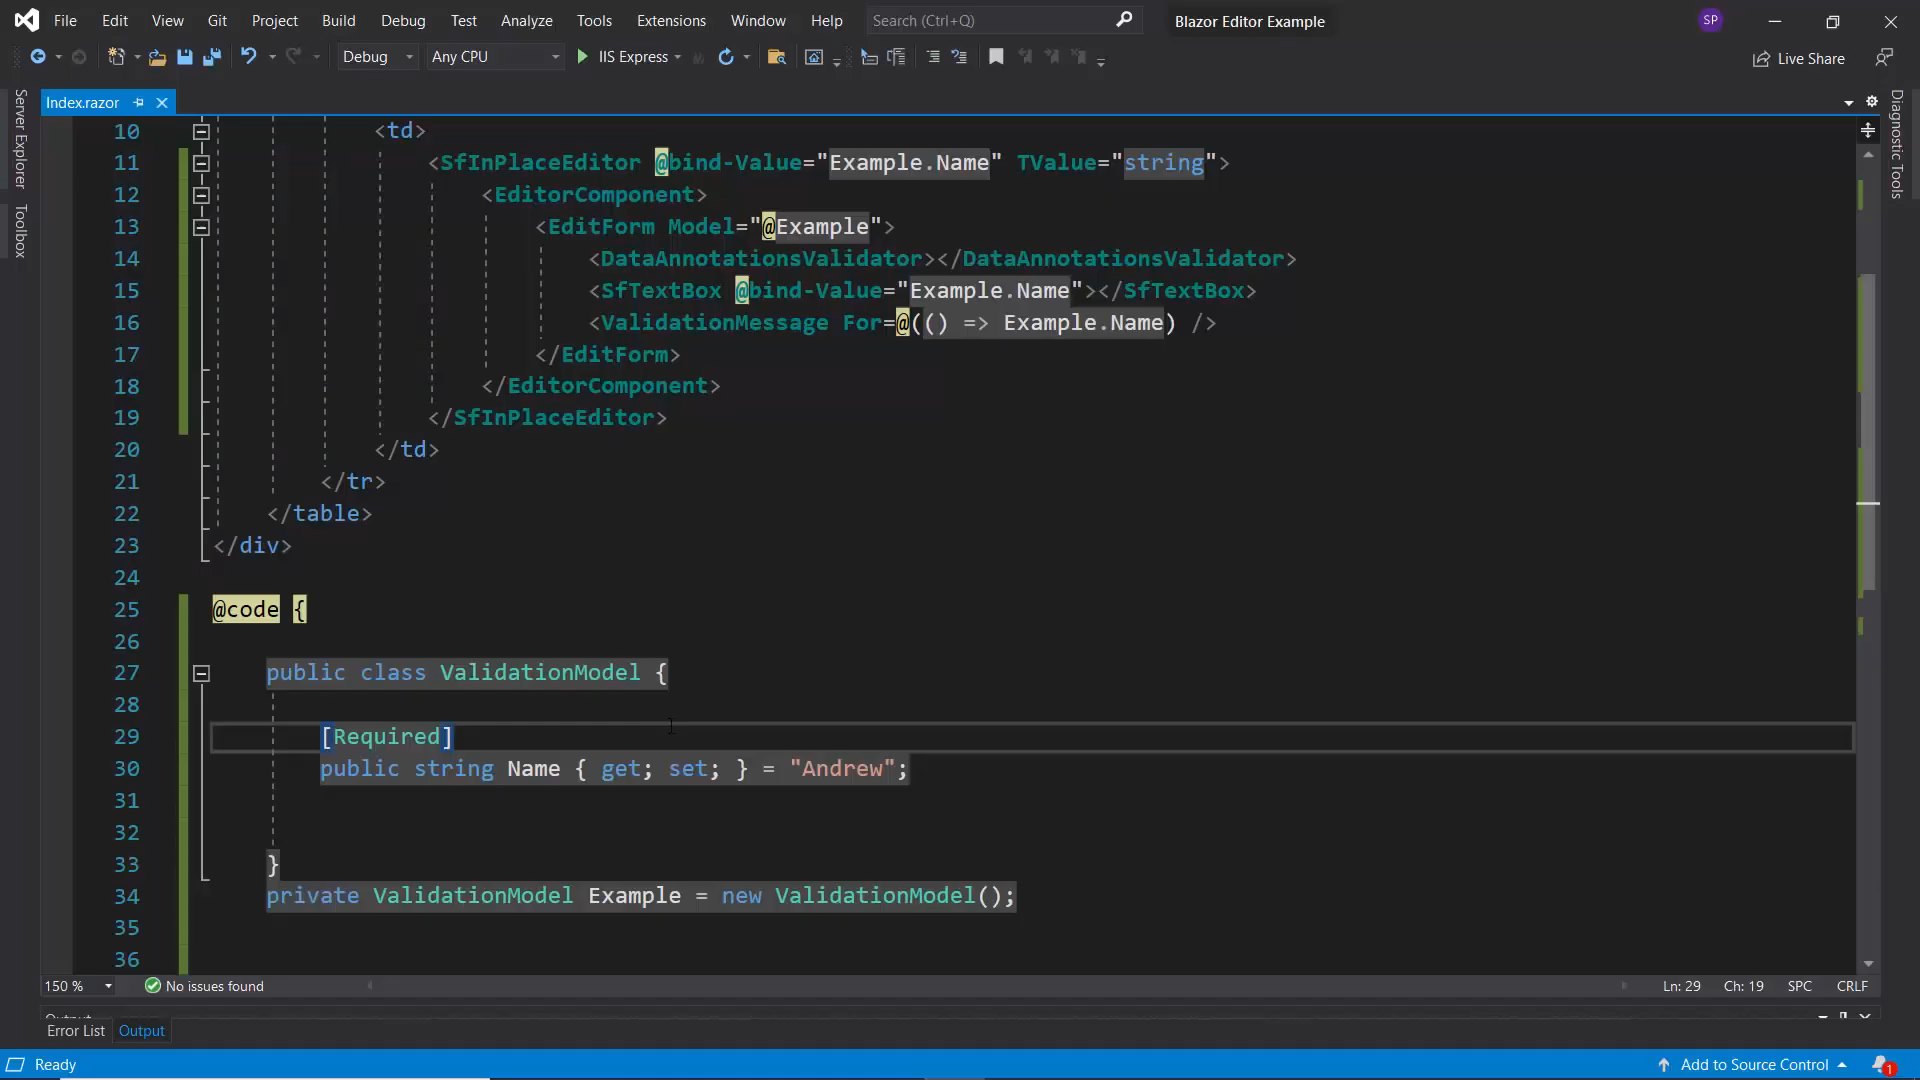 File Edit View Git Project Build Debug Test Analyze Tools Extensions Window Help Search (Ctrl+Q) Blazor Editor Example SP
Debug Any CPU IIS Express Live Share
Server Explorer
Toolbox
Index.razor
Diagnostic Tools
10 <td>
11 <SfInPlaceEditor @bind-Value="Example.Name" TValue="string">
12 <EditorComponent>
13 <EditForm Model="@Example">
14 <DataAnnotationsValidator></DataAnnotationsValidator>
15 <SfTextBox @bind-Value="Example.Name"></SfTextBox>
16 <ValidationMessage For=@(() => Example.Name) />
17 </EditForm>
18 </EditorComponent>
19 </SfInPlaceEditor>
20 </td>
21 </tr>
22 </table>
23 </div>
24
25 @code {
26
27 public class ValidationModel {
28
29 [Required]
30 public string Name { get; set; } = "Andrew";
31
32
33 }
34 private ValidationModel Example = new ValidationModel();
35
36
150 % No issues found Ln: 29 Ch: 19 SPC CRLF
Output
Error List Output
Ready Add to Source Control 1